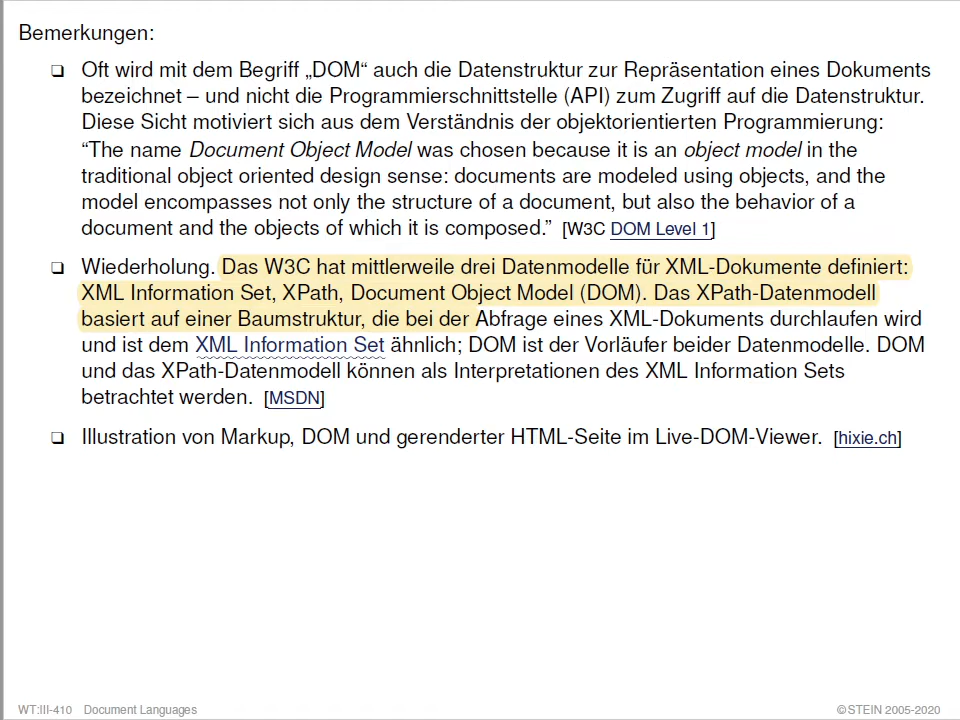 Bemerkungen:
❑ Oft wird mit dem Begriff „DOM“ auch die Datenstruktur zur Repräsentation eines Dokuments
bezeichnet – und nicht die Programmierschnittstelle (API) zum Zugriff auf die Datenstruktur.
Diese Sicht motiviert sich aus dem Verständnis der objektorientierten Programmierung:
“The name Document Object Model was chosen because it is an object model in the
traditional object oriented design sense: documents are modeled using objects, and the
model encompasses not only the structure of a document, but also the behavior of a
document and the objects of which it is composed.” [W3C DOM Level 1]
❑ Wiederholung. Das W3C hat mittlerweile drei Datenmodelle für XML-Dokumente definiert:
XML Information Set, XPath, Document Object Model (DOM). Das XPath-Datenmodell
basiert auf einer Baumstruktur, die bei der Abfrage eines XML-Dokuments durchlaufen wird
und ist dem XML Information Set ähnlich; DOM ist der Vorläufer beider Datenmodelle. DOM
und das XPath-Datenmodell können als Interpretationen des XML Information Sets
betrachtet werden. [MSDN]
❑ Illustration von Markup, DOM und gerenderter HTML-Seite im Live-DOM-Viewer. [hixie.ch]
WT:III-410 Document Languages ©STEIN 2005-2020